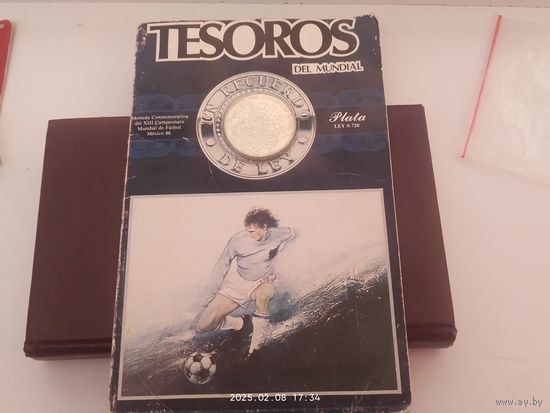 TESOROS
DEL MUNDIAL
UN RECUERDO
DE LEY
Moneda Conmemorativa
del XIII Campeonato
Mundial de Fútbol
México 86
Plata
LEY 0.720
2025.02.08 17:34
www.ay.by